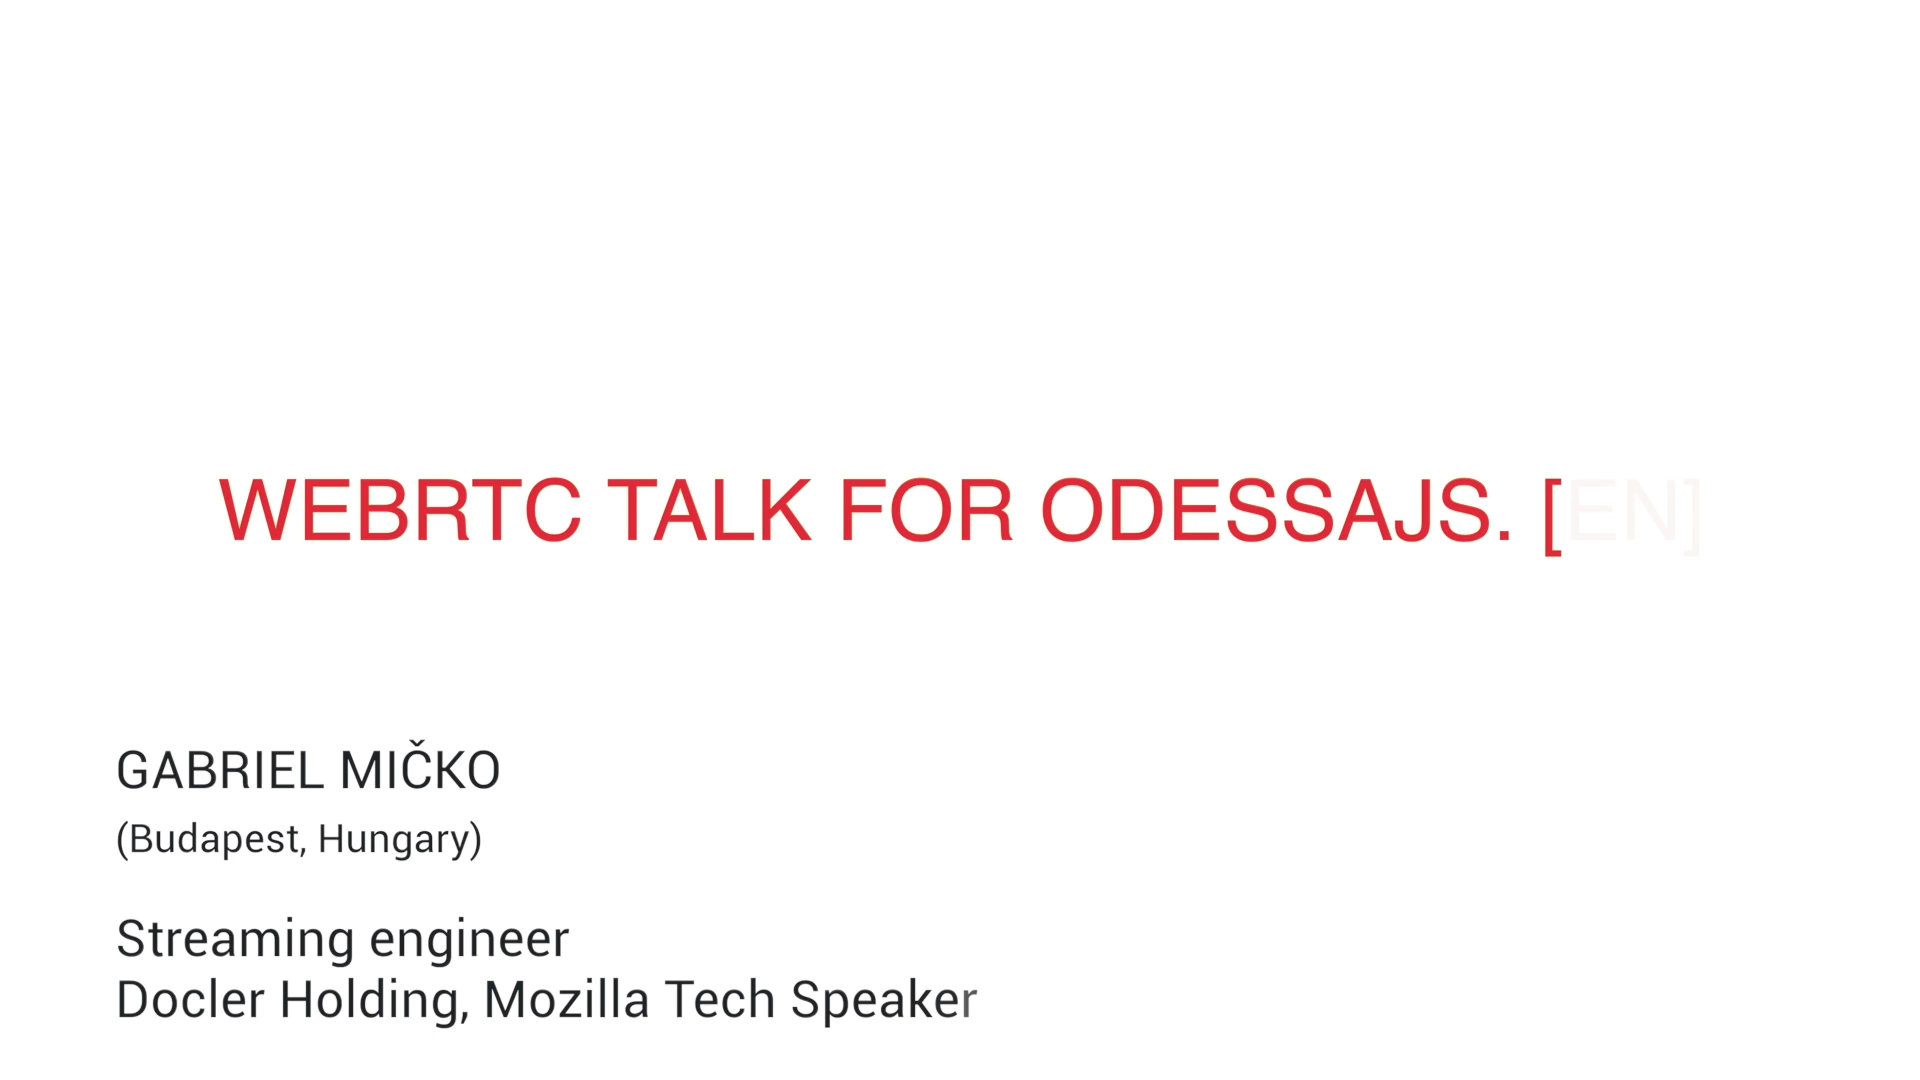 WEBRTC TALK FOR ODESSAJS. [EN]
GABRIEL MIČKO
(Budapest, Hungary)
Streaming engineer
Docler Holding, Mozilla Tech Speaker